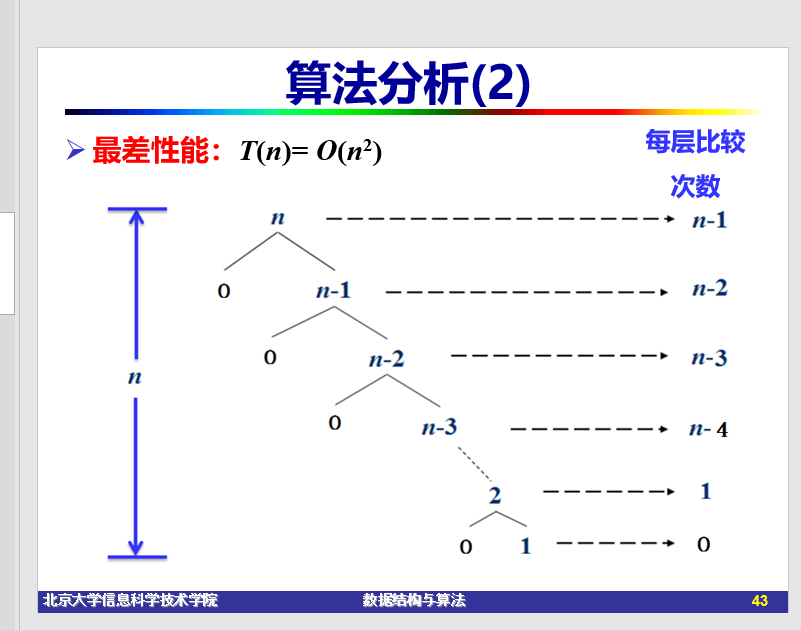 算法分析(2)
最差性能：T(n)= O(n²)
每层比较
次数
n n-1
0 n-1 n-2
0 n-2 n-3
n
0 n-3 n- 4
2 1
0 1 0
北京大学信息科学技术学院 数据结构与算法 43